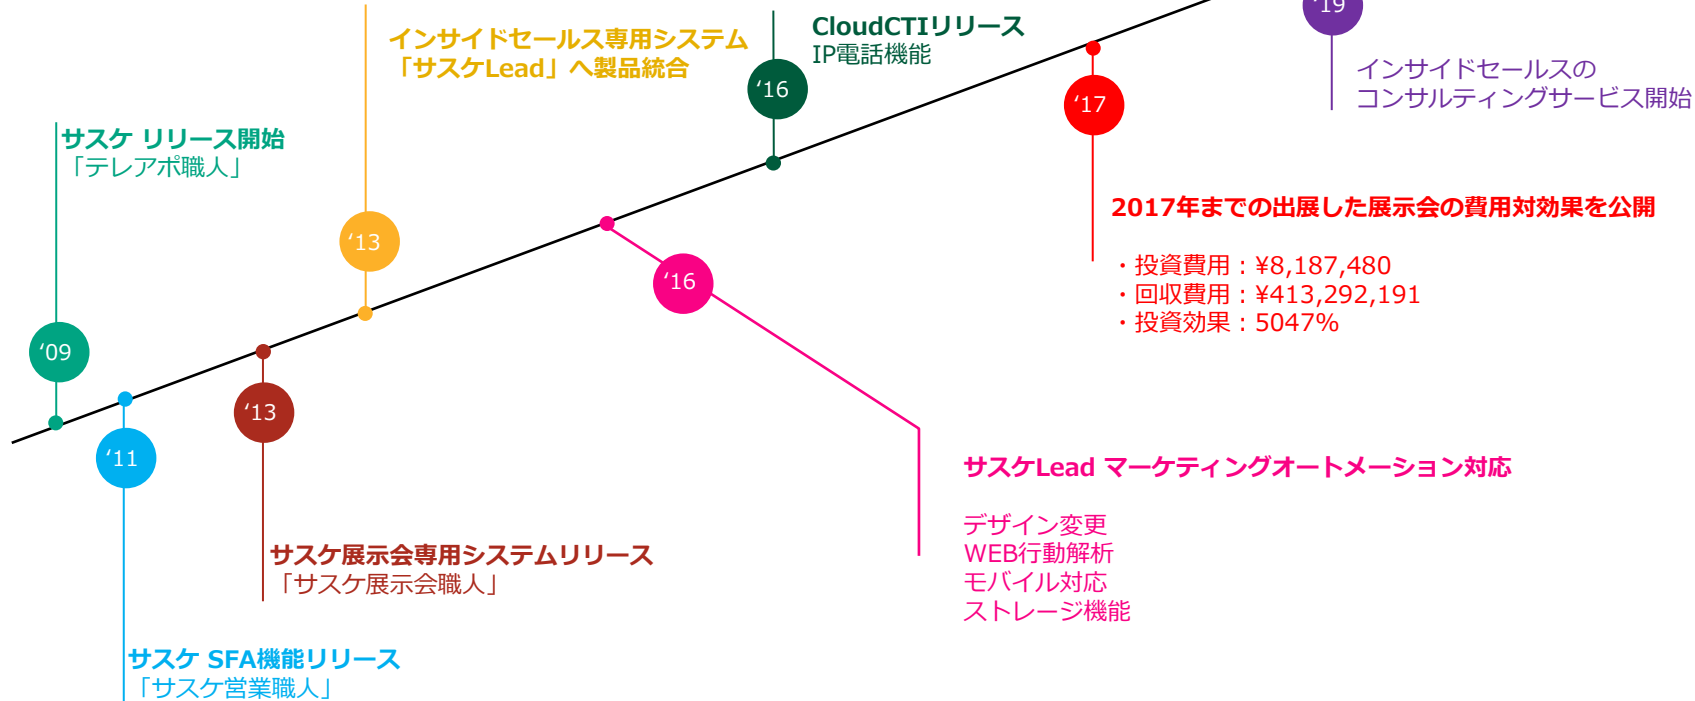 サスケ リリース開始
「テレアポ職人」
‘09
‘11
サスケ SFA機能リリース
「サスケ営業職人」
‘13
サスケ展示会専用システムリリース
「サスケ展示会職人」
インサイドセールス専用システム
「サスケLead」へ製品統合
‘13
‘16
サスケLead マーケティングオートメーション対応
デザイン変更
WEB行動解析
モバイル対応
ストレージ機能
CloudCTIリリース
IP電話機能
‘16
‘17
2017年までの出展した展示会の費用対効果を公開
・投資費用：¥8,187,480
・回収費用：¥413,292,191
・投資効果：5047%
‘19
インサイドセールスの
コンサルティングサービス開始